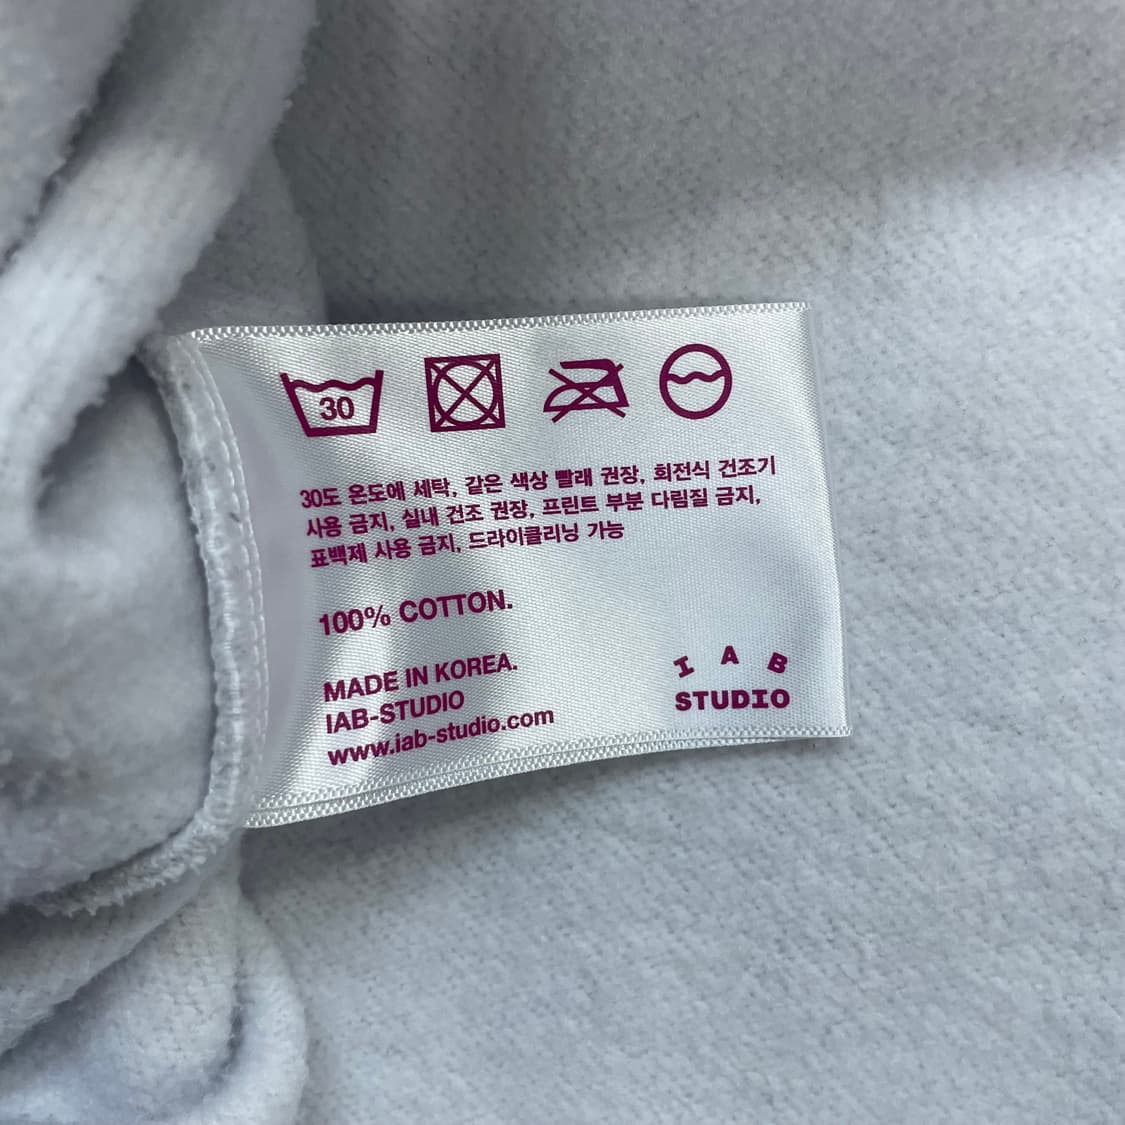 30
30도 온도에 세탁, 같은 색상 빨래 권장, 회전식 건조기
사용 금지, 실내 건조 권장, 프린트 부분 다림질 금지,
표백제 사용 금지, 드라이클리닝 가능
100% COTTON.
MADE IN KOREA.
IAB-STUDIO
www.iab-studio.com
I A B
STUDIO